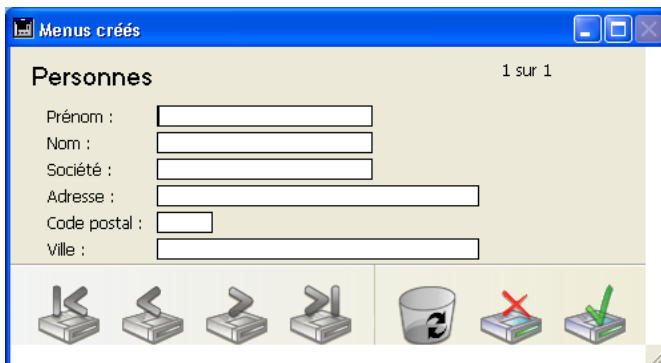 Menus créés
Personnes
1 sur 1
Prénom :
Nom :
Société :
Adresse :
Code postal :
Ville :